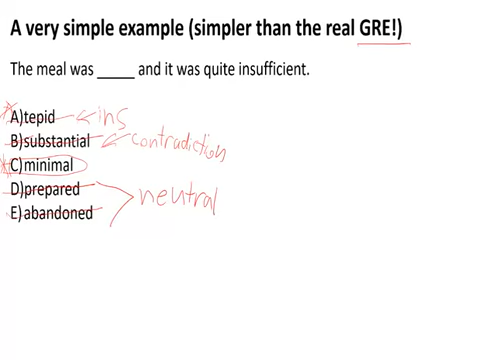 A very simple example (simpler than the real GRE!)
The meal was _____ and it was quite insufficient.
A)tepid ins
B)substantial contradiction
C)minimal
D)prepared
neutral
E)abandoned